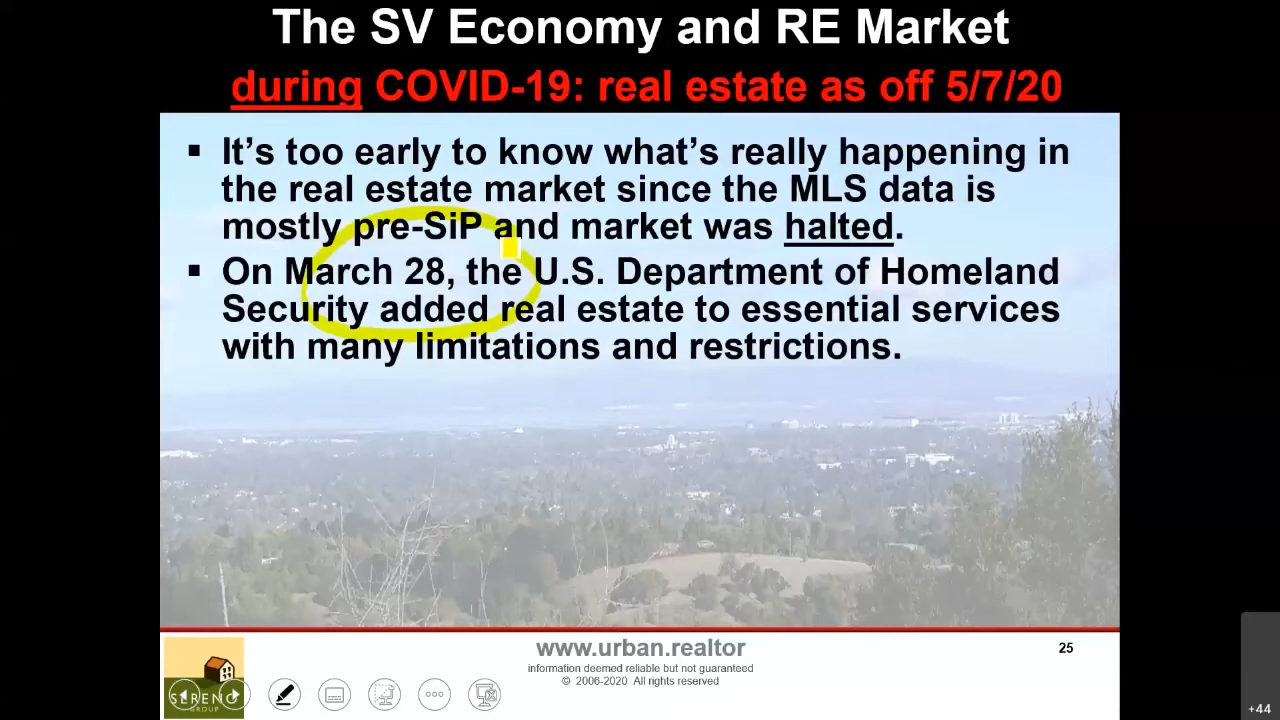 The SV Economy and RE Market
during COVID-19: real estate as off 5/7/20
▪ It’s too early to know what’s really happening in
the real estate market since the MLS data is
mostly pre-SiP and market was halted.
▪ On March 28, the U.S. Department of Homeland
Security added real estate to essential services
with many limitations and restrictions.
www.urban.realtor
information deemed reliable but not guaranteed
© 2006-2020 All rights reserved
25
SERENO
GROUP
+44